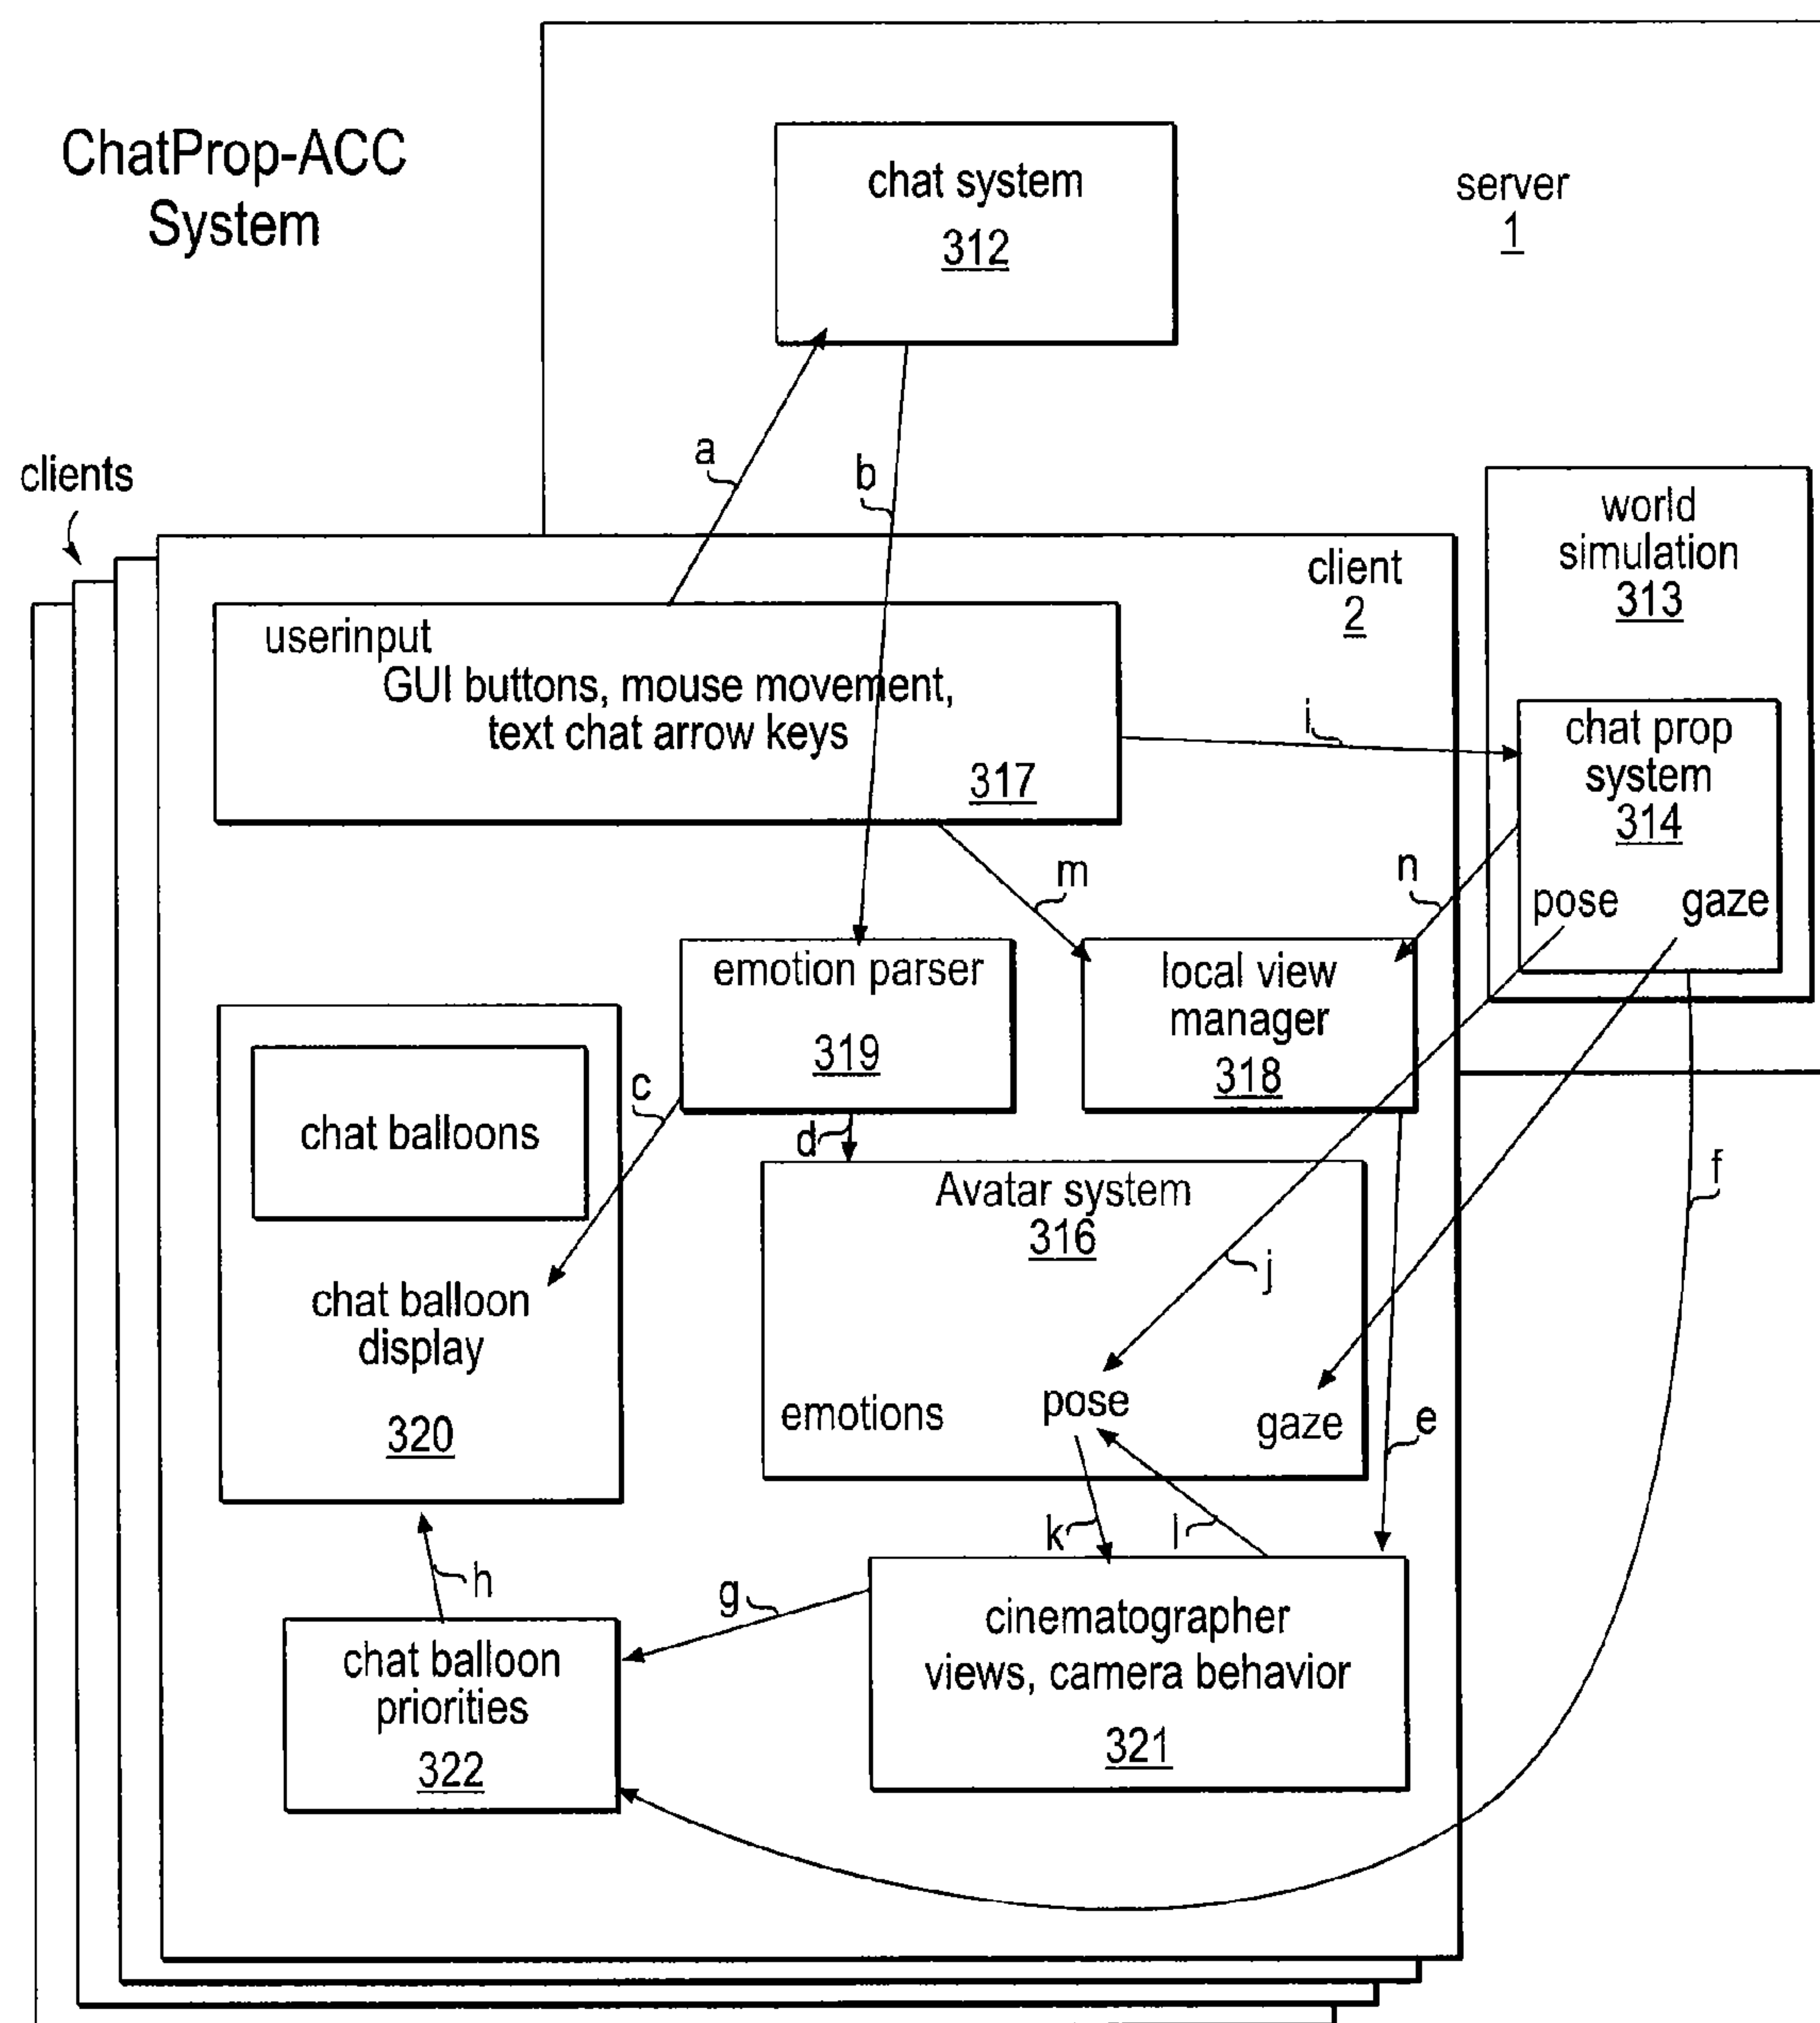 ChatProp-ACC
System
chat system
312
server
1
clients
a
b
world
simulation
313
client
2
userinput
GUI buttons, mouse movement,
text chat arrow keys
317
i
chat prop
system
314
pose
gaze
m
n
emotion parser
319
local view
manager
318
c
d
chat balloons
chat balloon
display
320
Avatar system
316
j
f
emotions
pose
gaze
e
k
l
h
g
chat balloon
priorities
322
cinematographer
views, camera behavior
321